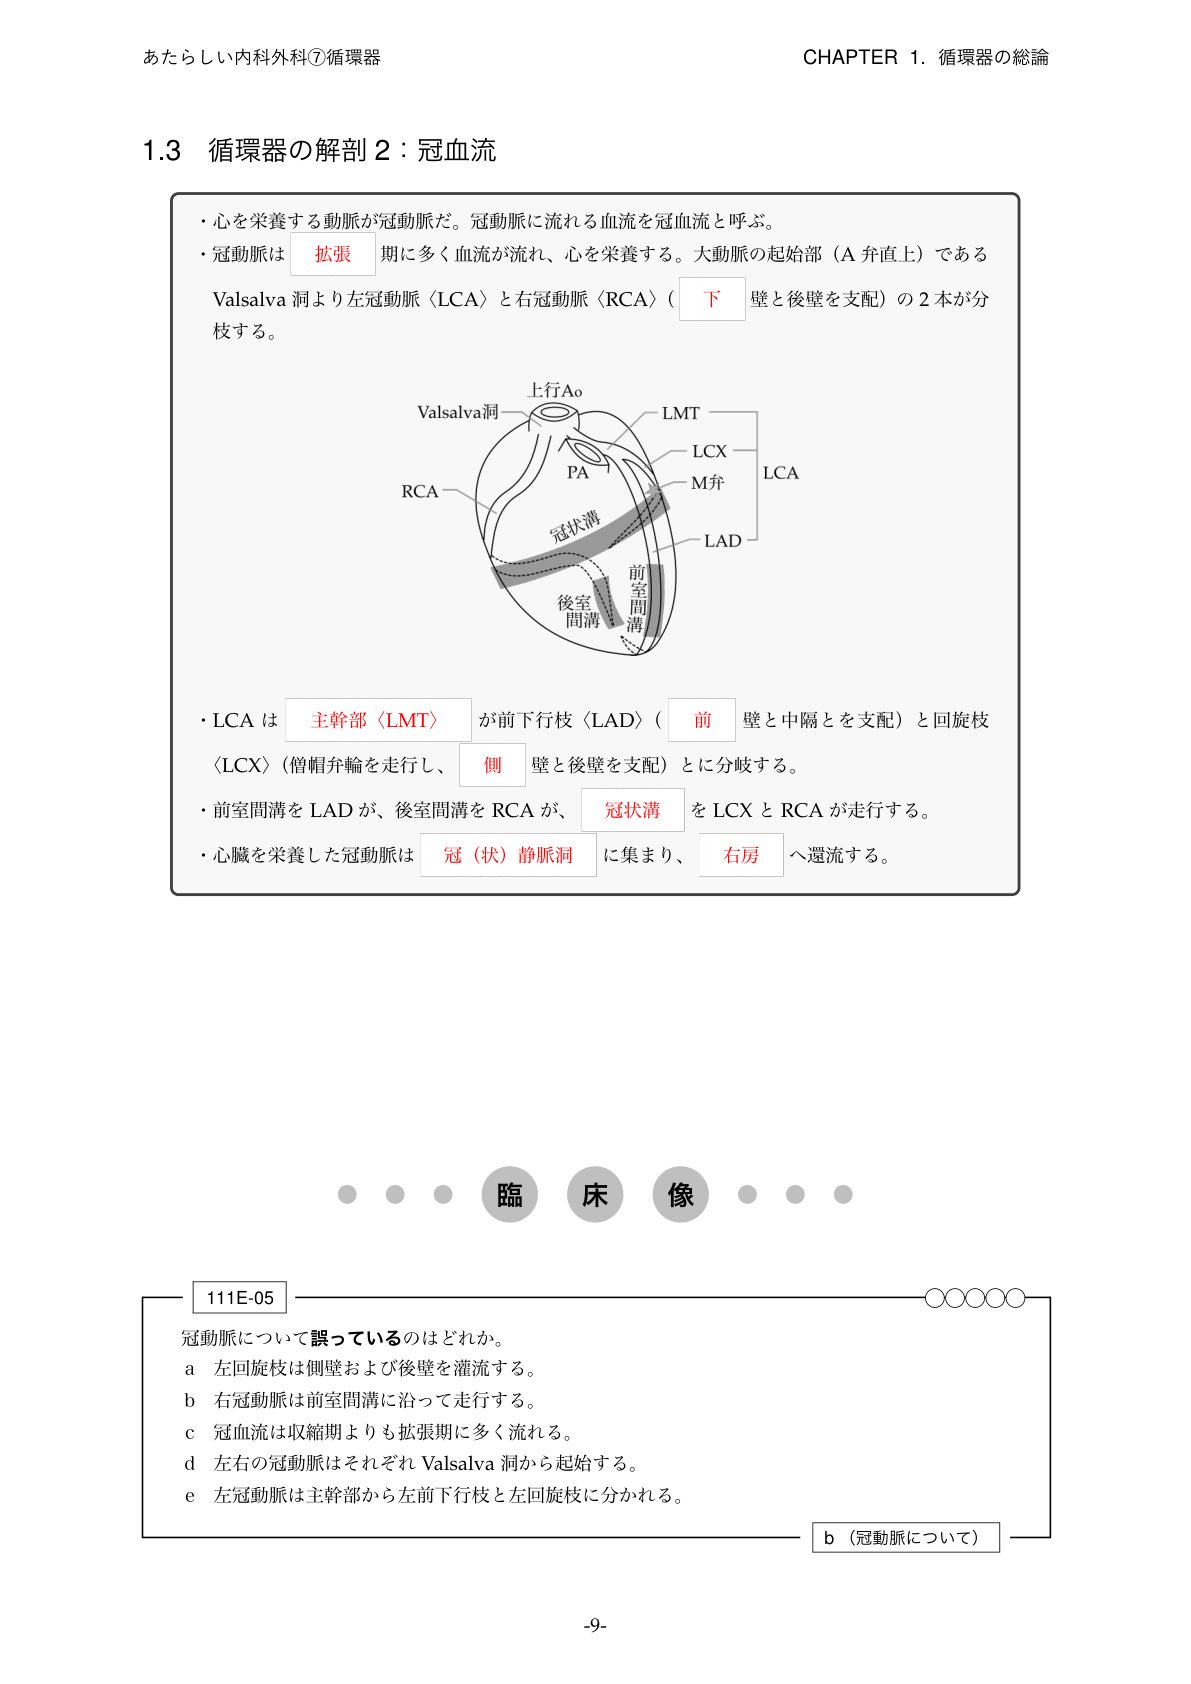 あたらしい内科外科⑦循環器
CHAPTER 1. 循環器の総論
1.3 循環器の解剖 2：冠血流
・心を栄養する動脈が冠動脈だ。冠動脈に流れる血流を冠血流と呼ぶ。
・冠動脈は 拡張 期に多く血流が流れ、心を栄養する。大動脈の起始部（A 弁直上）である
Valsalva 洞より左冠動脈〈LCA〉と右冠動脈〈RCA〉（ 下 壁と後壁を支配）の 2 本が分
枝する。
上行Ao
Valsalva洞
LMT
LCX
PA
M弁
LCA
RCA
冠状溝
LAD
前室間溝
後室
間溝
・LCA は 主幹部〈LMT〉 が前下行枝〈LAD〉（ 前 壁と中隔とを支配）と回旋枝
〈LCX〉（僧帽弁輪を走行し、 側 壁と後壁を支配）とに分岐する。
・前室間溝を LAD が、後室間溝を RCA が、 冠状溝 を LCX と RCA が走行する。
・心臓を栄養した冠動脈は 冠（状）静脈洞 に集まり、 右房 へ還流する。
臨床像
111E-05
冠動脈について誤っているのはどれか。
a 左回旋枝は側壁および後壁を灌流する。
b 右冠動脈は前室間溝に沿って走行する。
c 冠血流は収縮期よりも拡張期に多く流れる。
d 左右の冠動脈はそれぞれ Valsalva 洞から起始する。
e 左冠動脈は主幹部から左前下行枝と左回旋枝に分かれる。
b （冠動脈について）
-9-